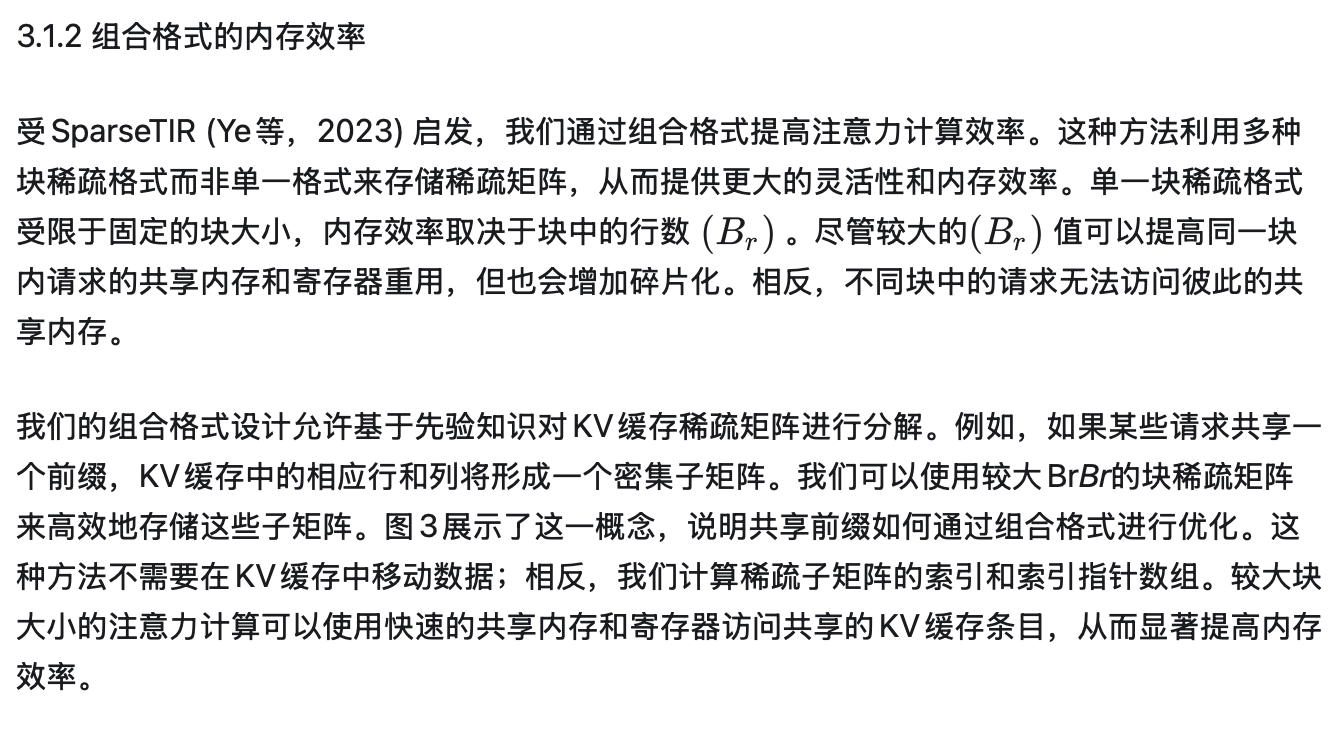 3.1.2 组合格式的内存效率
受 SparseTIR (Ye等，2023) 启发，我们通过组合格式提高注意力计算效率。这种方法利用多种
块稀疏格式而非单一格式来存储稀疏矩阵，从而提供更大的灵活性和内存效率。单一块稀疏格式
受限于固定的块大小，内存效率取决于块中的行数 (B_r) 。尽管较大的(B_r) 值可以提高同一块
内请求的共享内存和寄存器重用，但也会增加碎片化。相反，不同块中的请求无法访问彼此的共
享内存。
我们的组合格式设计允许基于先验知识对 KV 缓存稀疏矩阵进行分解。例如，如果某些请求共享一
个前缀，KV 缓存中的相应行和列将形成一个密集子矩阵。我们可以使用较大 BrBr的块稀疏矩阵
来高效地存储这些子矩阵。图 3 展示了这一概念，说明共享前缀如何通过组合格式进行优化。这
种方法不需要在 KV 缓存中移动数据；相反，我们计算稀疏子矩阵的索引和索引指针数组。较大块
大小的注意力计算可以使用快速的共享内存和寄存器访问共享的 KV 缓存条目，从而显著提高内存
效率。